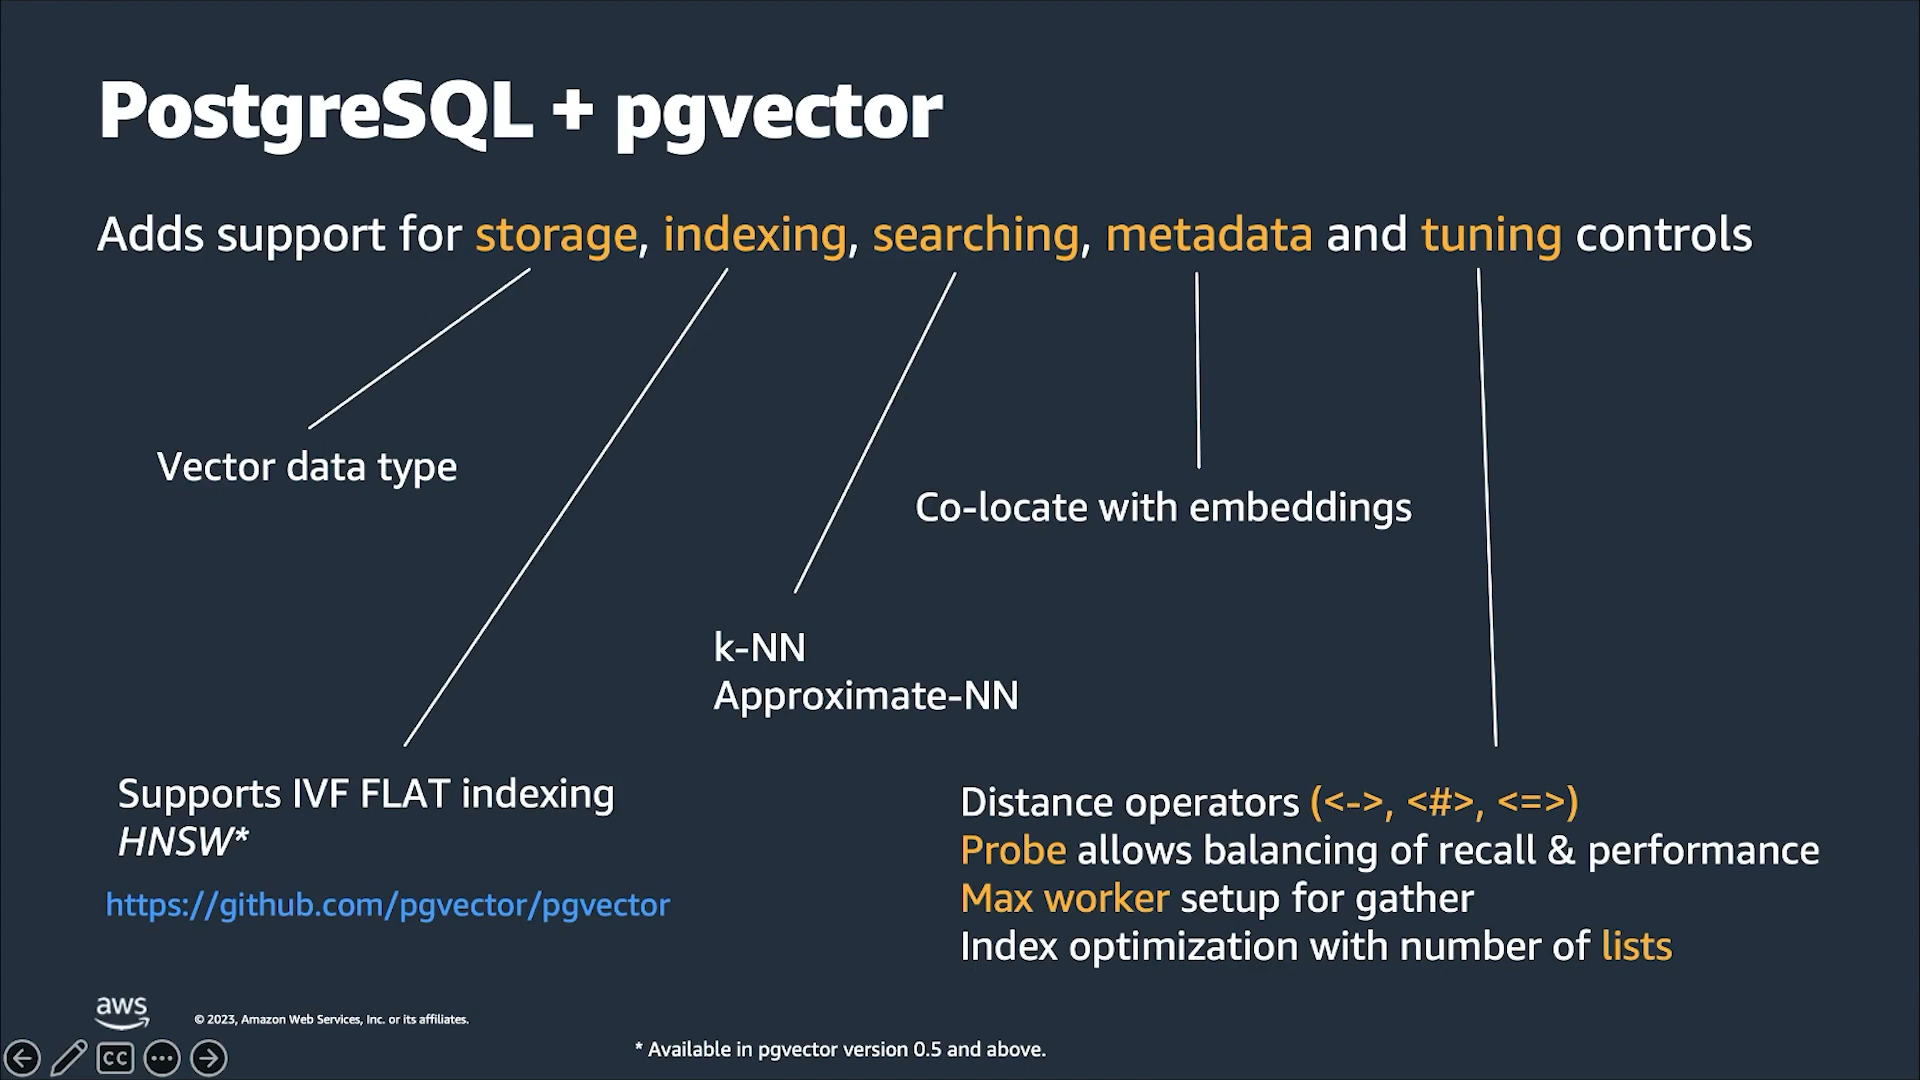 PostgreSQL + pgvector
Adds support for storage, indexing, searching, metadata and tuning controls
Vector data type
Co-locate with embeddings
k-NN
Approximate-NN
Supports IVF FLAT indexing
HNSW*
https://github.com/pgvector/pgvector
Distance operators (<->, <#>, <=>)
Probe allows balancing of recall & performance
Max worker setup for gather
Index optimization with number of lists
aws
© 2023, Amazon Web Services, Inc. or its affiliates.
* Available in pgvector version 0.5 and above.
CC